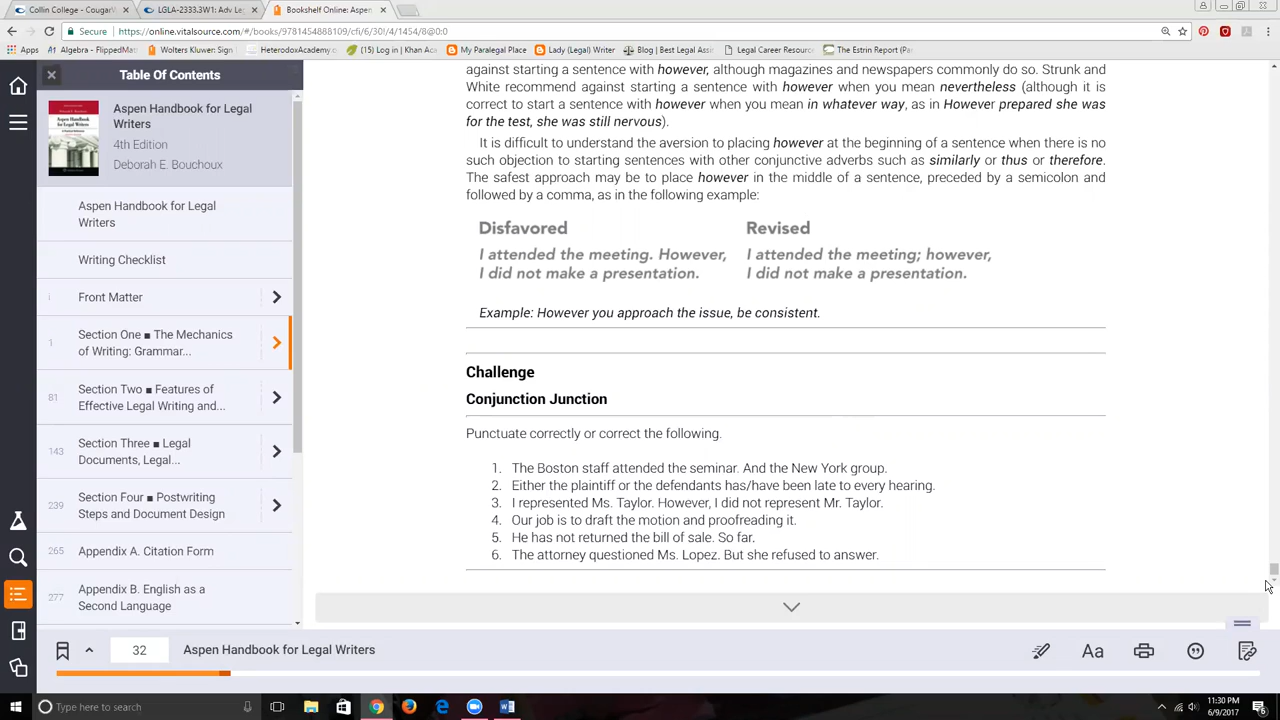 Collin College - Cougar\
LGLA-2333.3W1: Adv Leg
Bookshelf Online: Aspen
Secure
https://online.vitalsource.com/#/books/9781454888109/cfi/6/30!/4/1454/8@0:0
Apps
Algebra - FlippedMat
Wolters Kluwer: Sign
HeterodoxAcademy.c
(15) Log in | Khan Aca
My Paralegal Place
Lady (Legal) Writer
Blog | Best Legal Assi
Legal Career Resourc
The Estrin Report (Pa
Table Of Contents
Aspen Handbook for Legal
Writers
4th Edition
Deborah E. Bouchoux
Aspen Handbook for Legal
Writers
Writing Checklist
i Front Matter
1 Section One ■ The Mechanics
of Writing: Grammar...
81 Section Two ■ Features of
Effective Legal Writing and...
143 Section Three ■ Legal
Documents, Legal...
239 Section Four ■ Postwriting
Steps and Document Design
265 Appendix A. Citation Form
277 Appendix B. English as a
Second Language
against starting a sentence with however, although magazines and newspapers commonly do so. Strunk and
White recommend against starting a sentence with however when you mean nevertheless (although it is
correct to start a sentence with however when you mean in whatever way, as in However prepared she was
for the test, she was still nervous).
It is difficult to understand the aversion to placing however at the beginning of a sentence when there is no
such objection to starting sentences with other conjunctive adverbs such as similarly or thus or therefore.
The safest approach may be to place however in the middle of a sentence, preceded by a semicolon and
followed by a comma, as in the following example:
Disfavored
I attended the meeting. However,
I did not make a presentation.
Revised
I attended the meeting; however,
I did not make a presentation.
Example: However you approach the issue, be consistent.
Challenge
Conjunction Junction
Punctuate correctly or correct the following.
1. The Boston staff attended the seminar. And the New York group.
2. Either the plaintiff or the defendants has/have been late to every hearing.
3. I represented Ms. Taylor. However, I did not represent Mr. Taylor.
4. Our job is to draft the motion and proofreading it.
5. He has not returned the bill of sale. So far.
6. The attorney questioned Ms. Lopez. But she refused to answer.
32
Aspen Handbook for Legal Writers
Aa
Type here to search
11:30 PM
6/9/2017